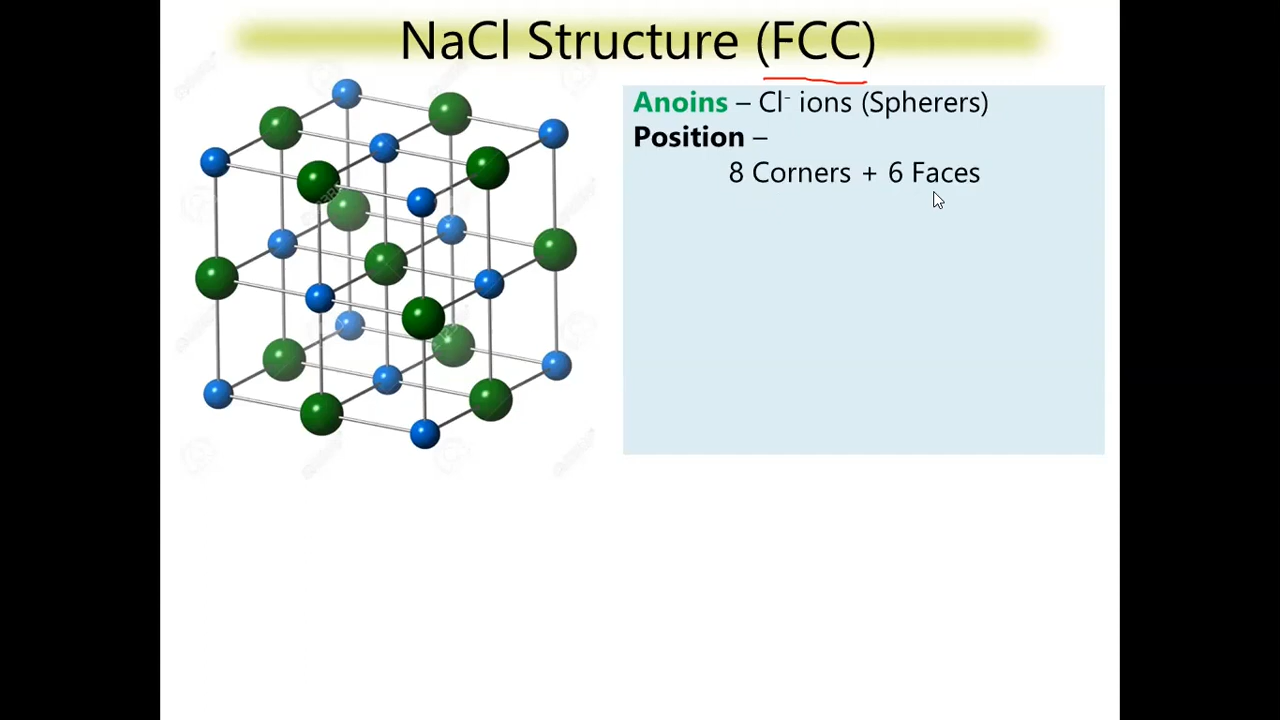 NaCl Structure (FCC)
Anoins – Cl⁻ ions (Spherers)
Position –
8 Corners + 6 Faces